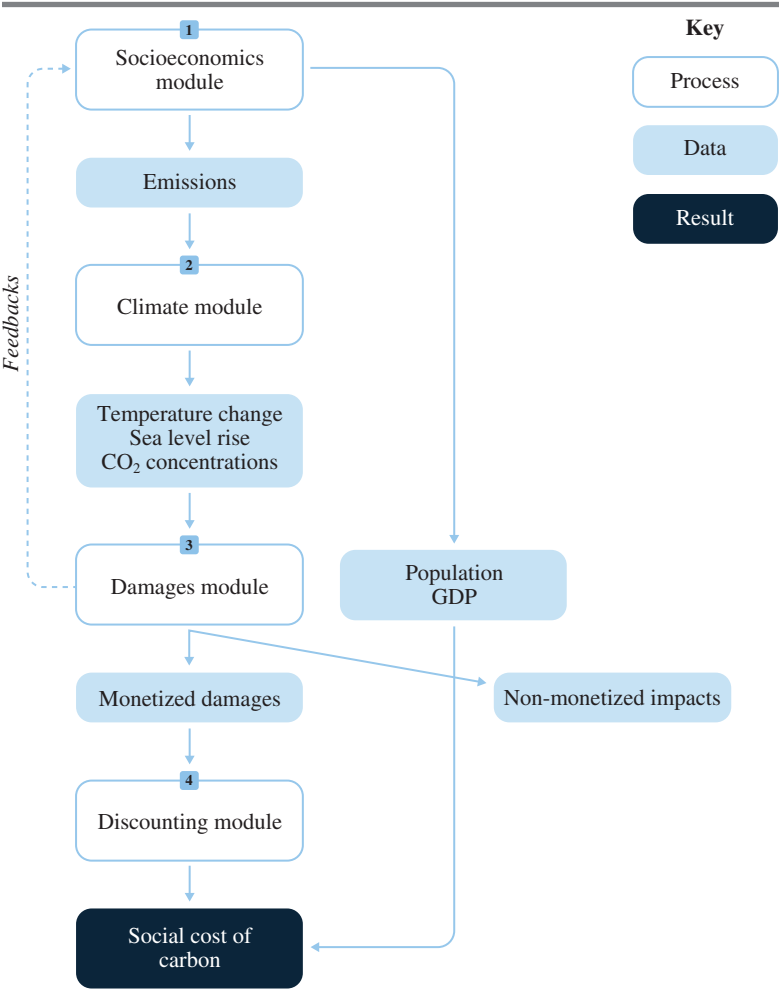 Key
Process
Data
Result
1
Socioeconomics
module
Emissions
2
Climate module
Feedbacks
Temperature change
Sea level rise
CO₂ concentrations
3
Damages module
Population
GDP
Monetized damages
Non-monetized impacts
4
Discounting module
Social cost of
carbon